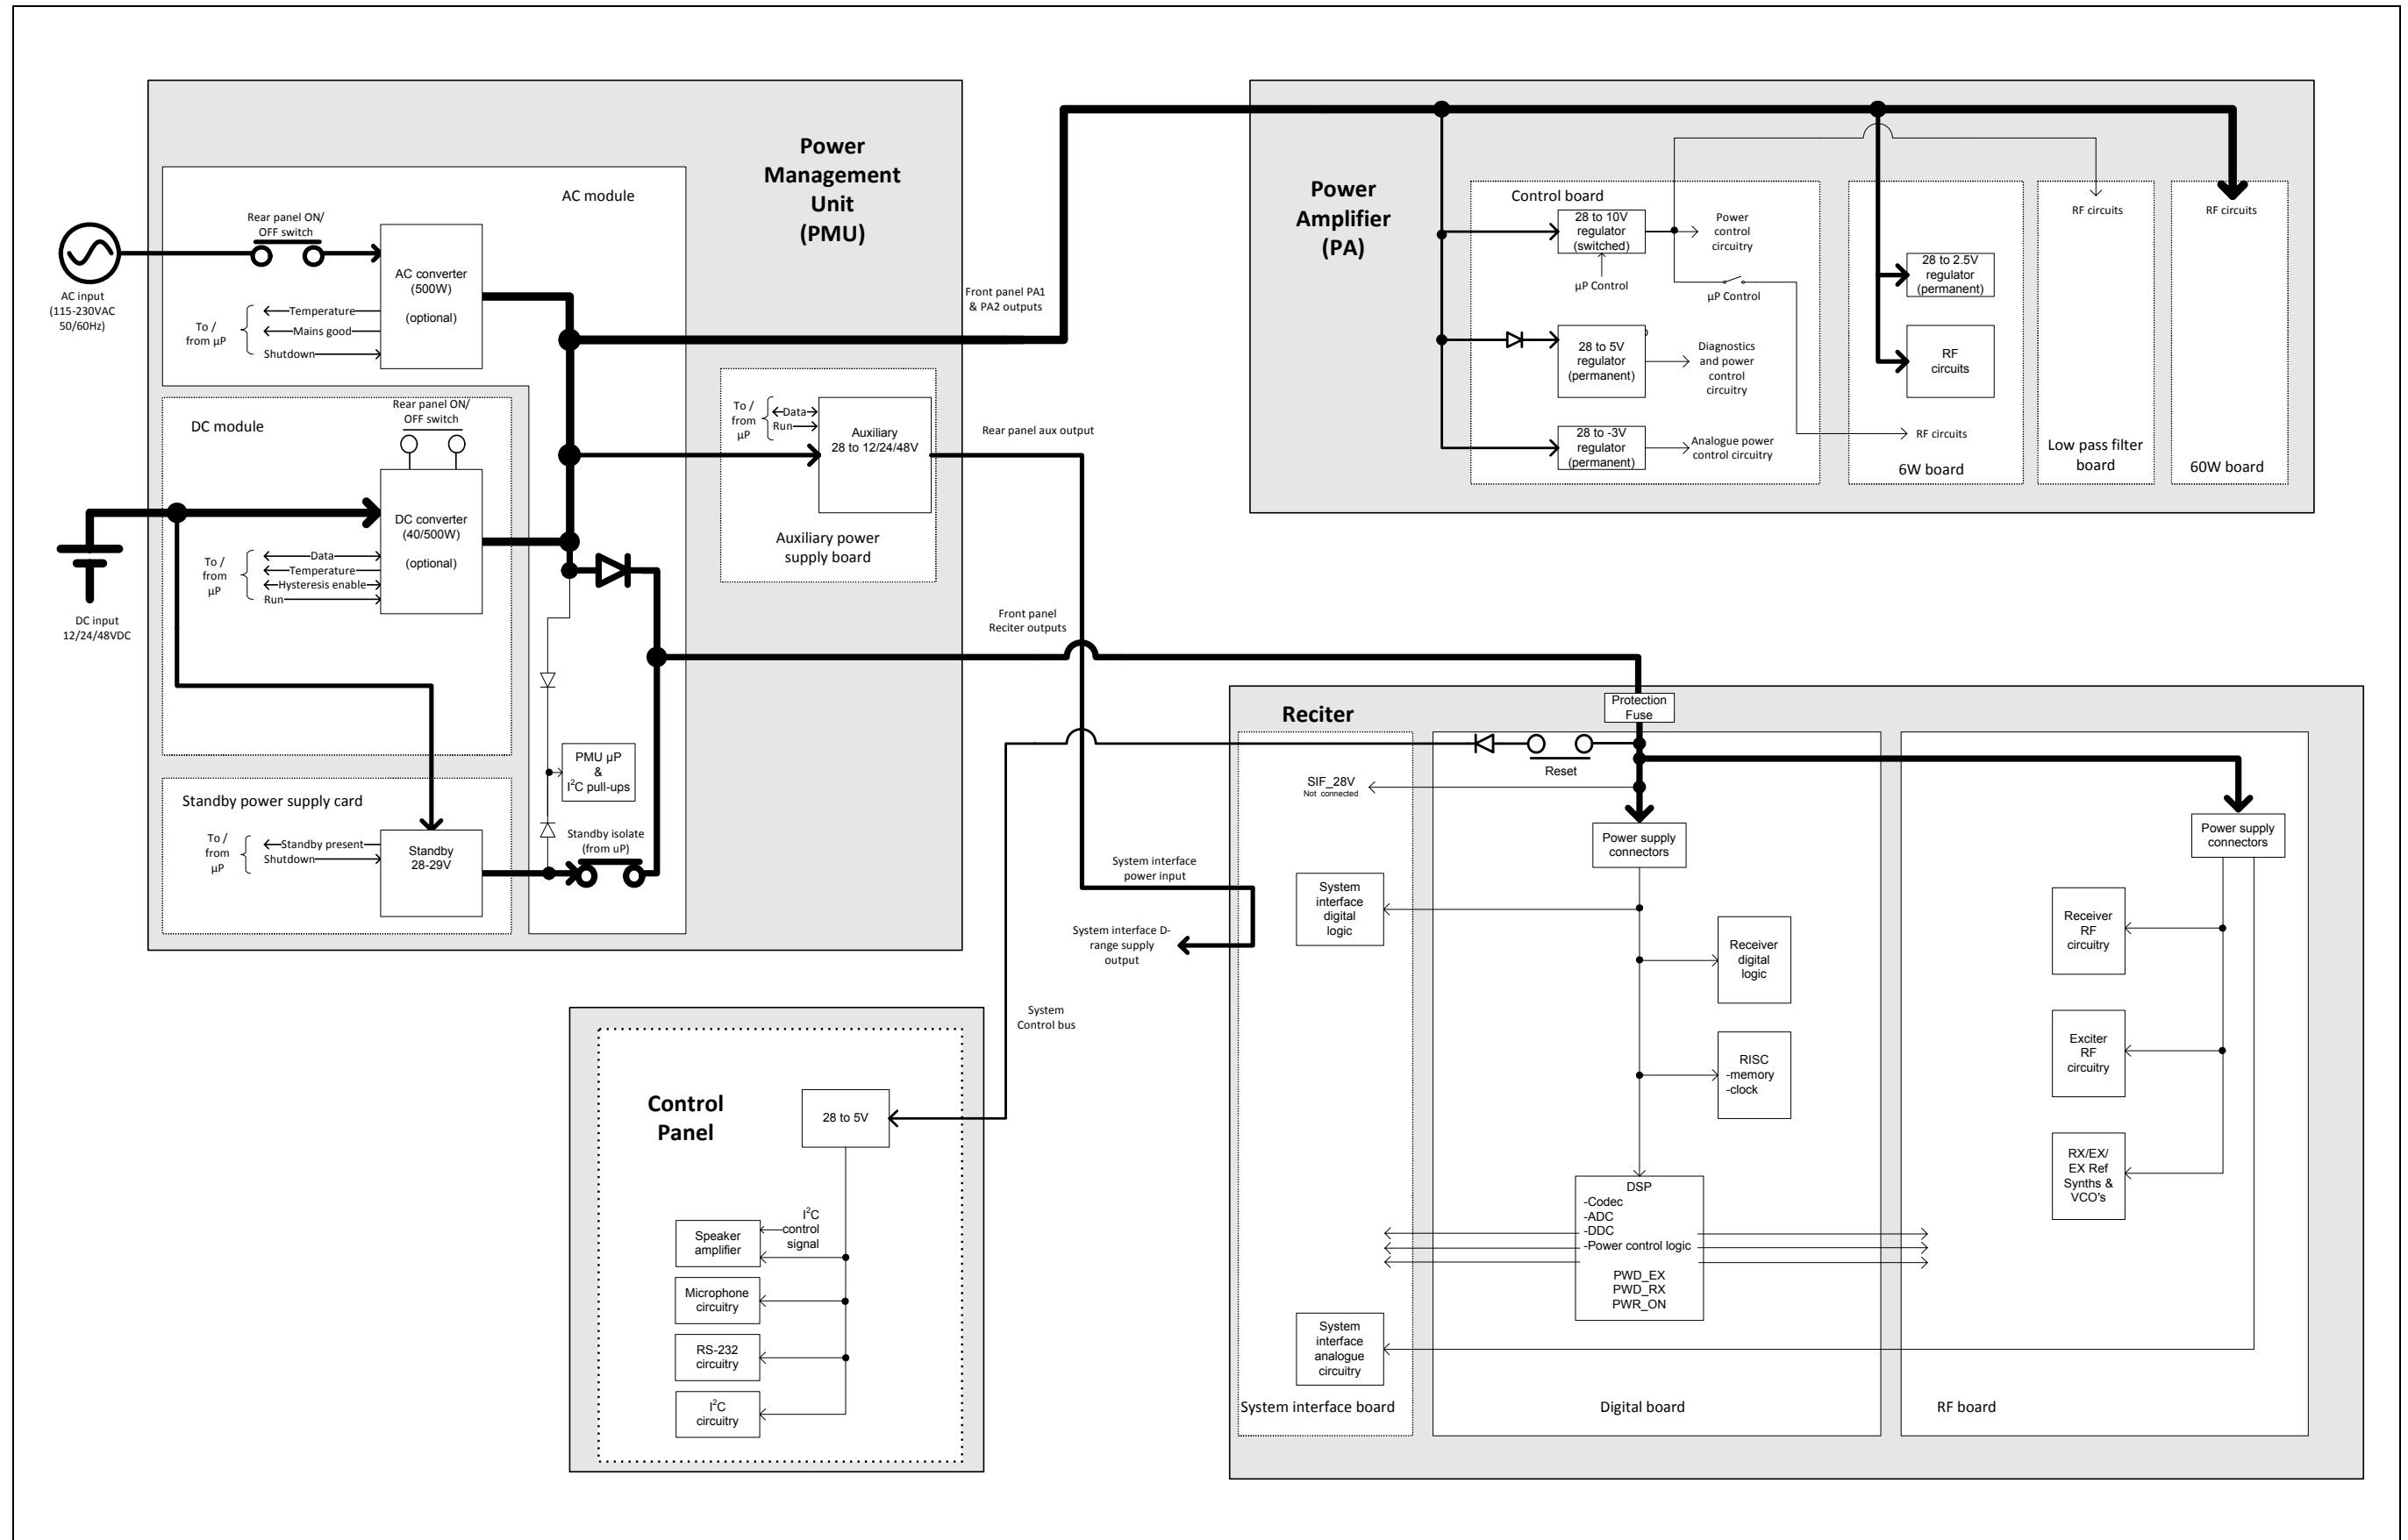 Power
Management
Unit
(PMU)
AC module
Rear panel ON/
OFF switch
AC converter
(500W)
(optional)
AC input
(115-230VAC
50/60Hz)
To /
from µP
Temperature
Mains good
Shutdown
DC module
Rear panel ON/
OFF switch
DC converter
(40/500W)
(optional)
To /
from
µP
Data
Temperature
Hysteresis enable
Run
DC input
12/24/48VDC
Standby power supply card
To /
from
µP
Standby present
Shutdown
Standby
28-29V
PMU µP
&
I²C pull-ups
Standby isolate
(from uP)
To /
from
µP
Data
Run
Auxiliary
28 to 12/24/48V
Auxiliary power
supply board
Front panel PA1
& PA2 outputs
Rear panel aux output
Front panel
Reciter outputs
System interface
power input
System interface D-
range supply
output
System
Control bus
Power
Amplifier
(PA)
Control board
28 to 10V
regulator
(switched)
µP Control
Power
control
circuitry
µP Control
28 to 5V
regulator
(permanent)
Diagnostics
and power
control
circuitry
28 to -3V
regulator
(permanent)
Analogue power
control circuitry
28 to 2.5V
regulator
(permanent)
RF
circuits
RF circuits
6W board
RF circuits
Low pass filter
board
RF circuits
60W board
Reciter
Protection
Fuse
Reset
SIF_28V
Not connected
Power supply
connectors
Power supply
connectors
System
interface
digital
logic
Receiver
digital
logic
RISC
-memory
-clock
DSP
-Codec
-ADC
-DDC
-Power control logic
PWD_EX
PWD_RX
PWR_ON
System
interface
analogue
circuitry
Receiver
RF
circuitry
Exciter
RF
circuitry
RX/EX/
EX Ref
Synths &
VCO's
System interface board
Digital board
RF board
Control
Panel
28 to 5V
I²C
control
signal
Speaker
amplifier
Microphone
circuitry
RS-232
circuitry
I²C
circuitry